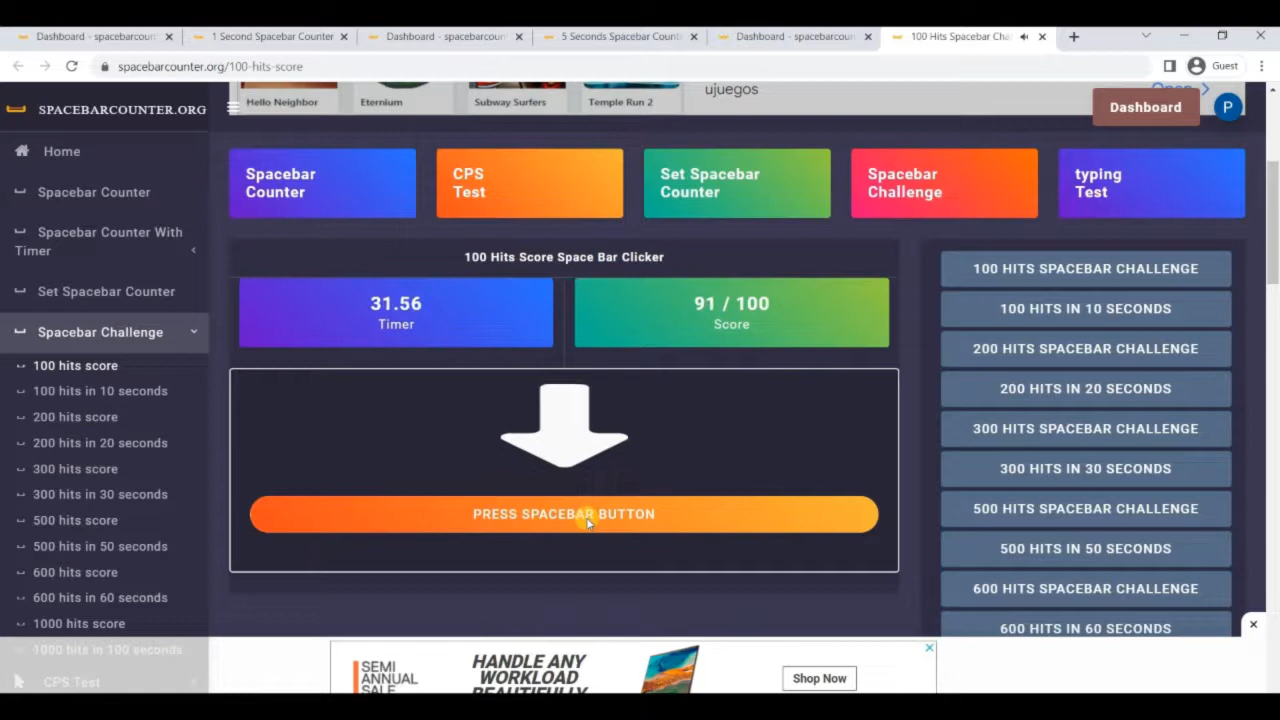 Dashboard - spacebarcoun
1 Second Spacebar Counter
Dashboard - spacebarcoun
5 Seconds Spacebar Counte
Dashboard - spacebarcoun
100 Hits Spacebar Cha
spacebarcounter.org/100-hits-score
Guest
SPACEBARCOUNTER.ORG
Hello Neighbor
Eternium
Subway Surfers
Temple Run 2
ujuegos
Open
Dashboard
P
Home
Spacebar Counter
Spacebar Counter With
Timer
Set Spacebar Counter
Spacebar Challenge
100 hits score
100 hits in 10 seconds
200 hits score
200 hits in 20 seconds
300 hits score
300 hits in 30 seconds
500 hits score
500 hits in 50 seconds
600 hits score
600 hits in 60 seconds
1000 hits score
1000 hits in 100 seconds
CPS Test
Spacebar
Counter
CPS
Test
Set Spacebar
Counter
Spacebar
Challenge
typing
Test
100 Hits Score Space Bar Clicker
31.56
Timer
91 / 100
Score
PRESS SPACEBAR BUTTON
100 HITS SPACEBAR CHALLENGE
100 HITS IN 10 SECONDS
200 HITS SPACEBAR CHALLENGE
200 HITS IN 20 SECONDS
300 HITS SPACEBAR CHALLENGE
300 HITS IN 30 SECONDS
500 HITS SPACEBAR CHALLENGE
500 HITS IN 50 SECONDS
600 HITS SPACEBAR CHALLENGE
600 HITS IN 60 SECONDS
SEMI
ANNUAL
SALE
HANDLE ANY
WORKLOAD
BEAUTIFULLY
Shop Now